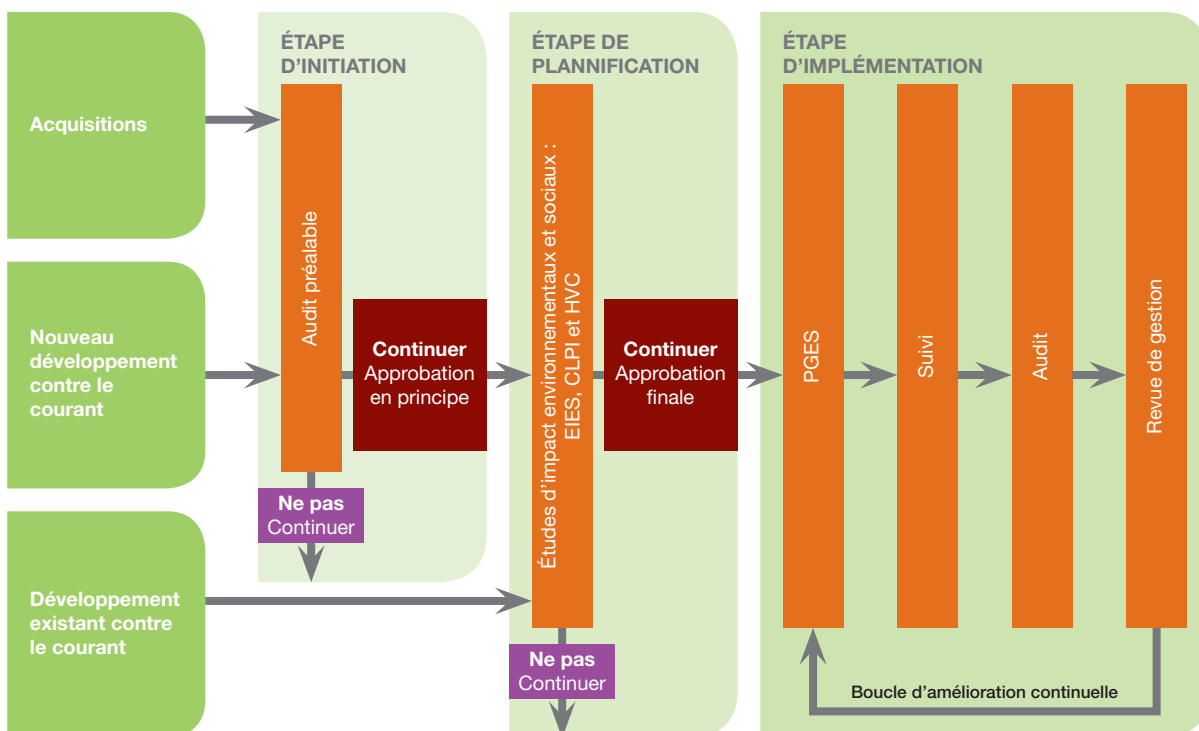 ÉTAPE
D'INITIATION
ÉTAPE DE
PLANNIFICATION
ÉTAPE
D'IMPLÉMENTATION
Acquisitions
Nouveau
développement
contre le
courant
Développement
existant contre
le courant
Audit préalable
Continuer
Approbation
en principe
Ne pas
Continuer
Études d'impact environnementaux et sociaux :
EIES, CLPI et HVC
Continuer
Approbation
finale
Ne pas
Continuer
PGES
Suivi
Audit
Revue de gestion
Boucle d'amélioration continuelle